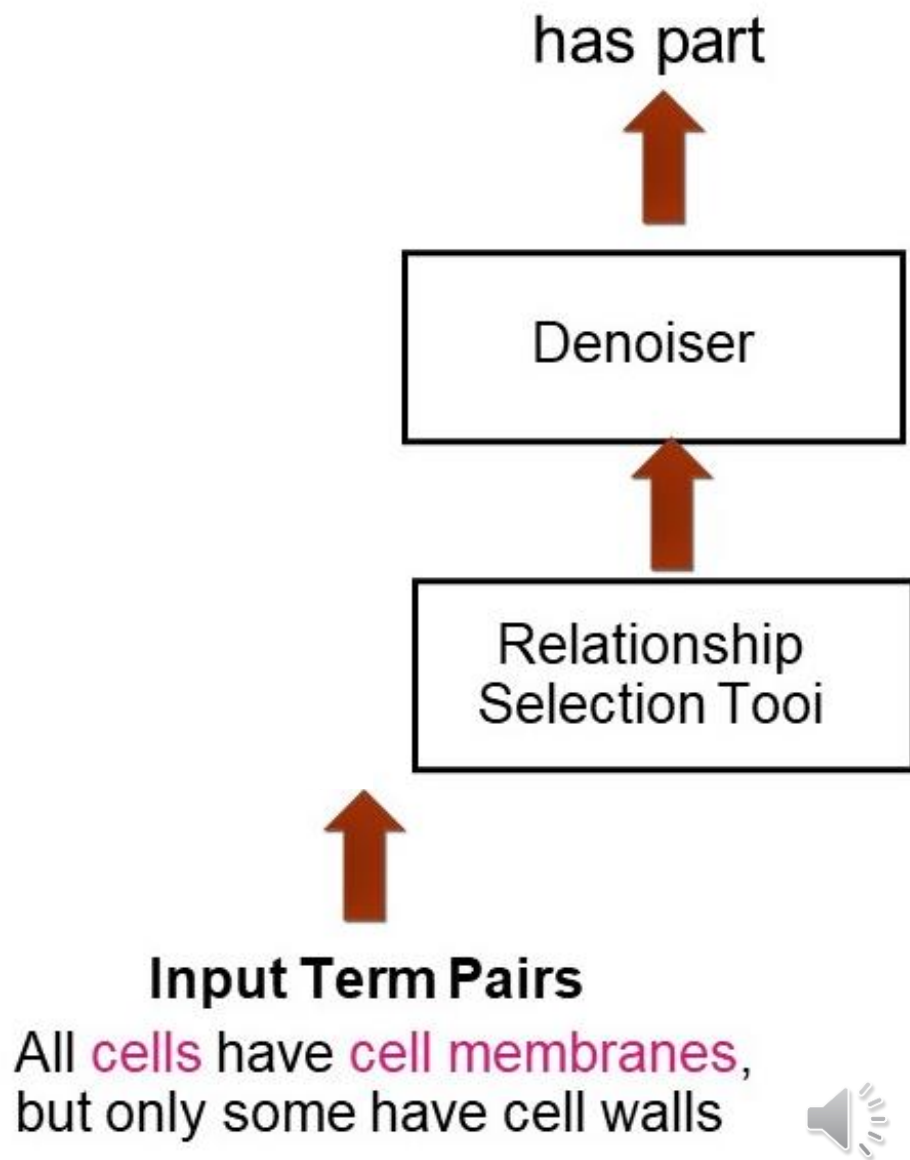 has part
Denoiser
Relationship
Selection Tooi
Input Term Pairs
All cells have cell membranes,
but only some have cell walls